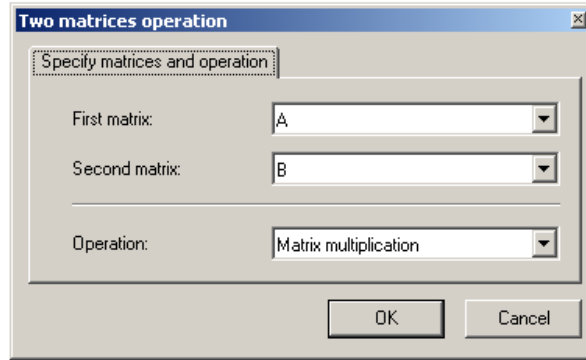 Two matrices operation
Specify matrices and operation
First matrix: A
Second matrix: B
Operation: Matrix multiplication
OK Cancel